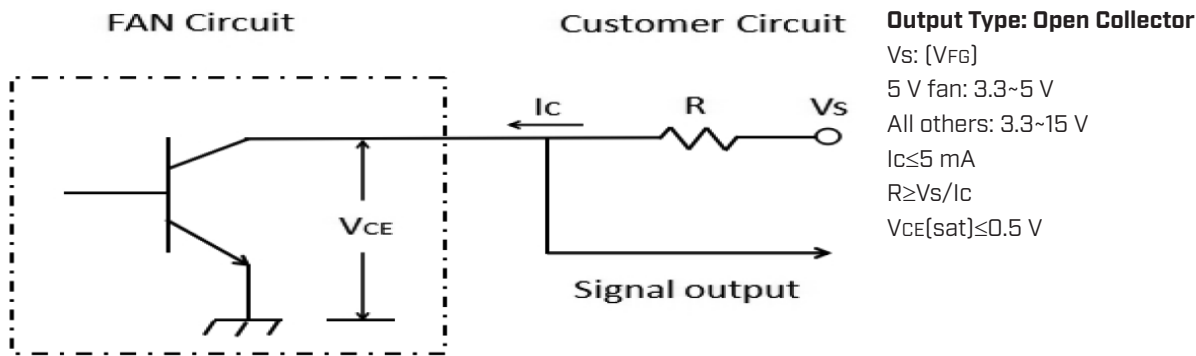 FAN Circuit
Customer Circuit
Ic
R
Vs
VCE
Signal output
Output Type: Open Collector
Vs: (VFG)
5 V fan: 3.3~5 V
All others: 3.3~15 V
Ic≤5 mA
R≥Vs/Ic
VCE(sat)≤0.5 V